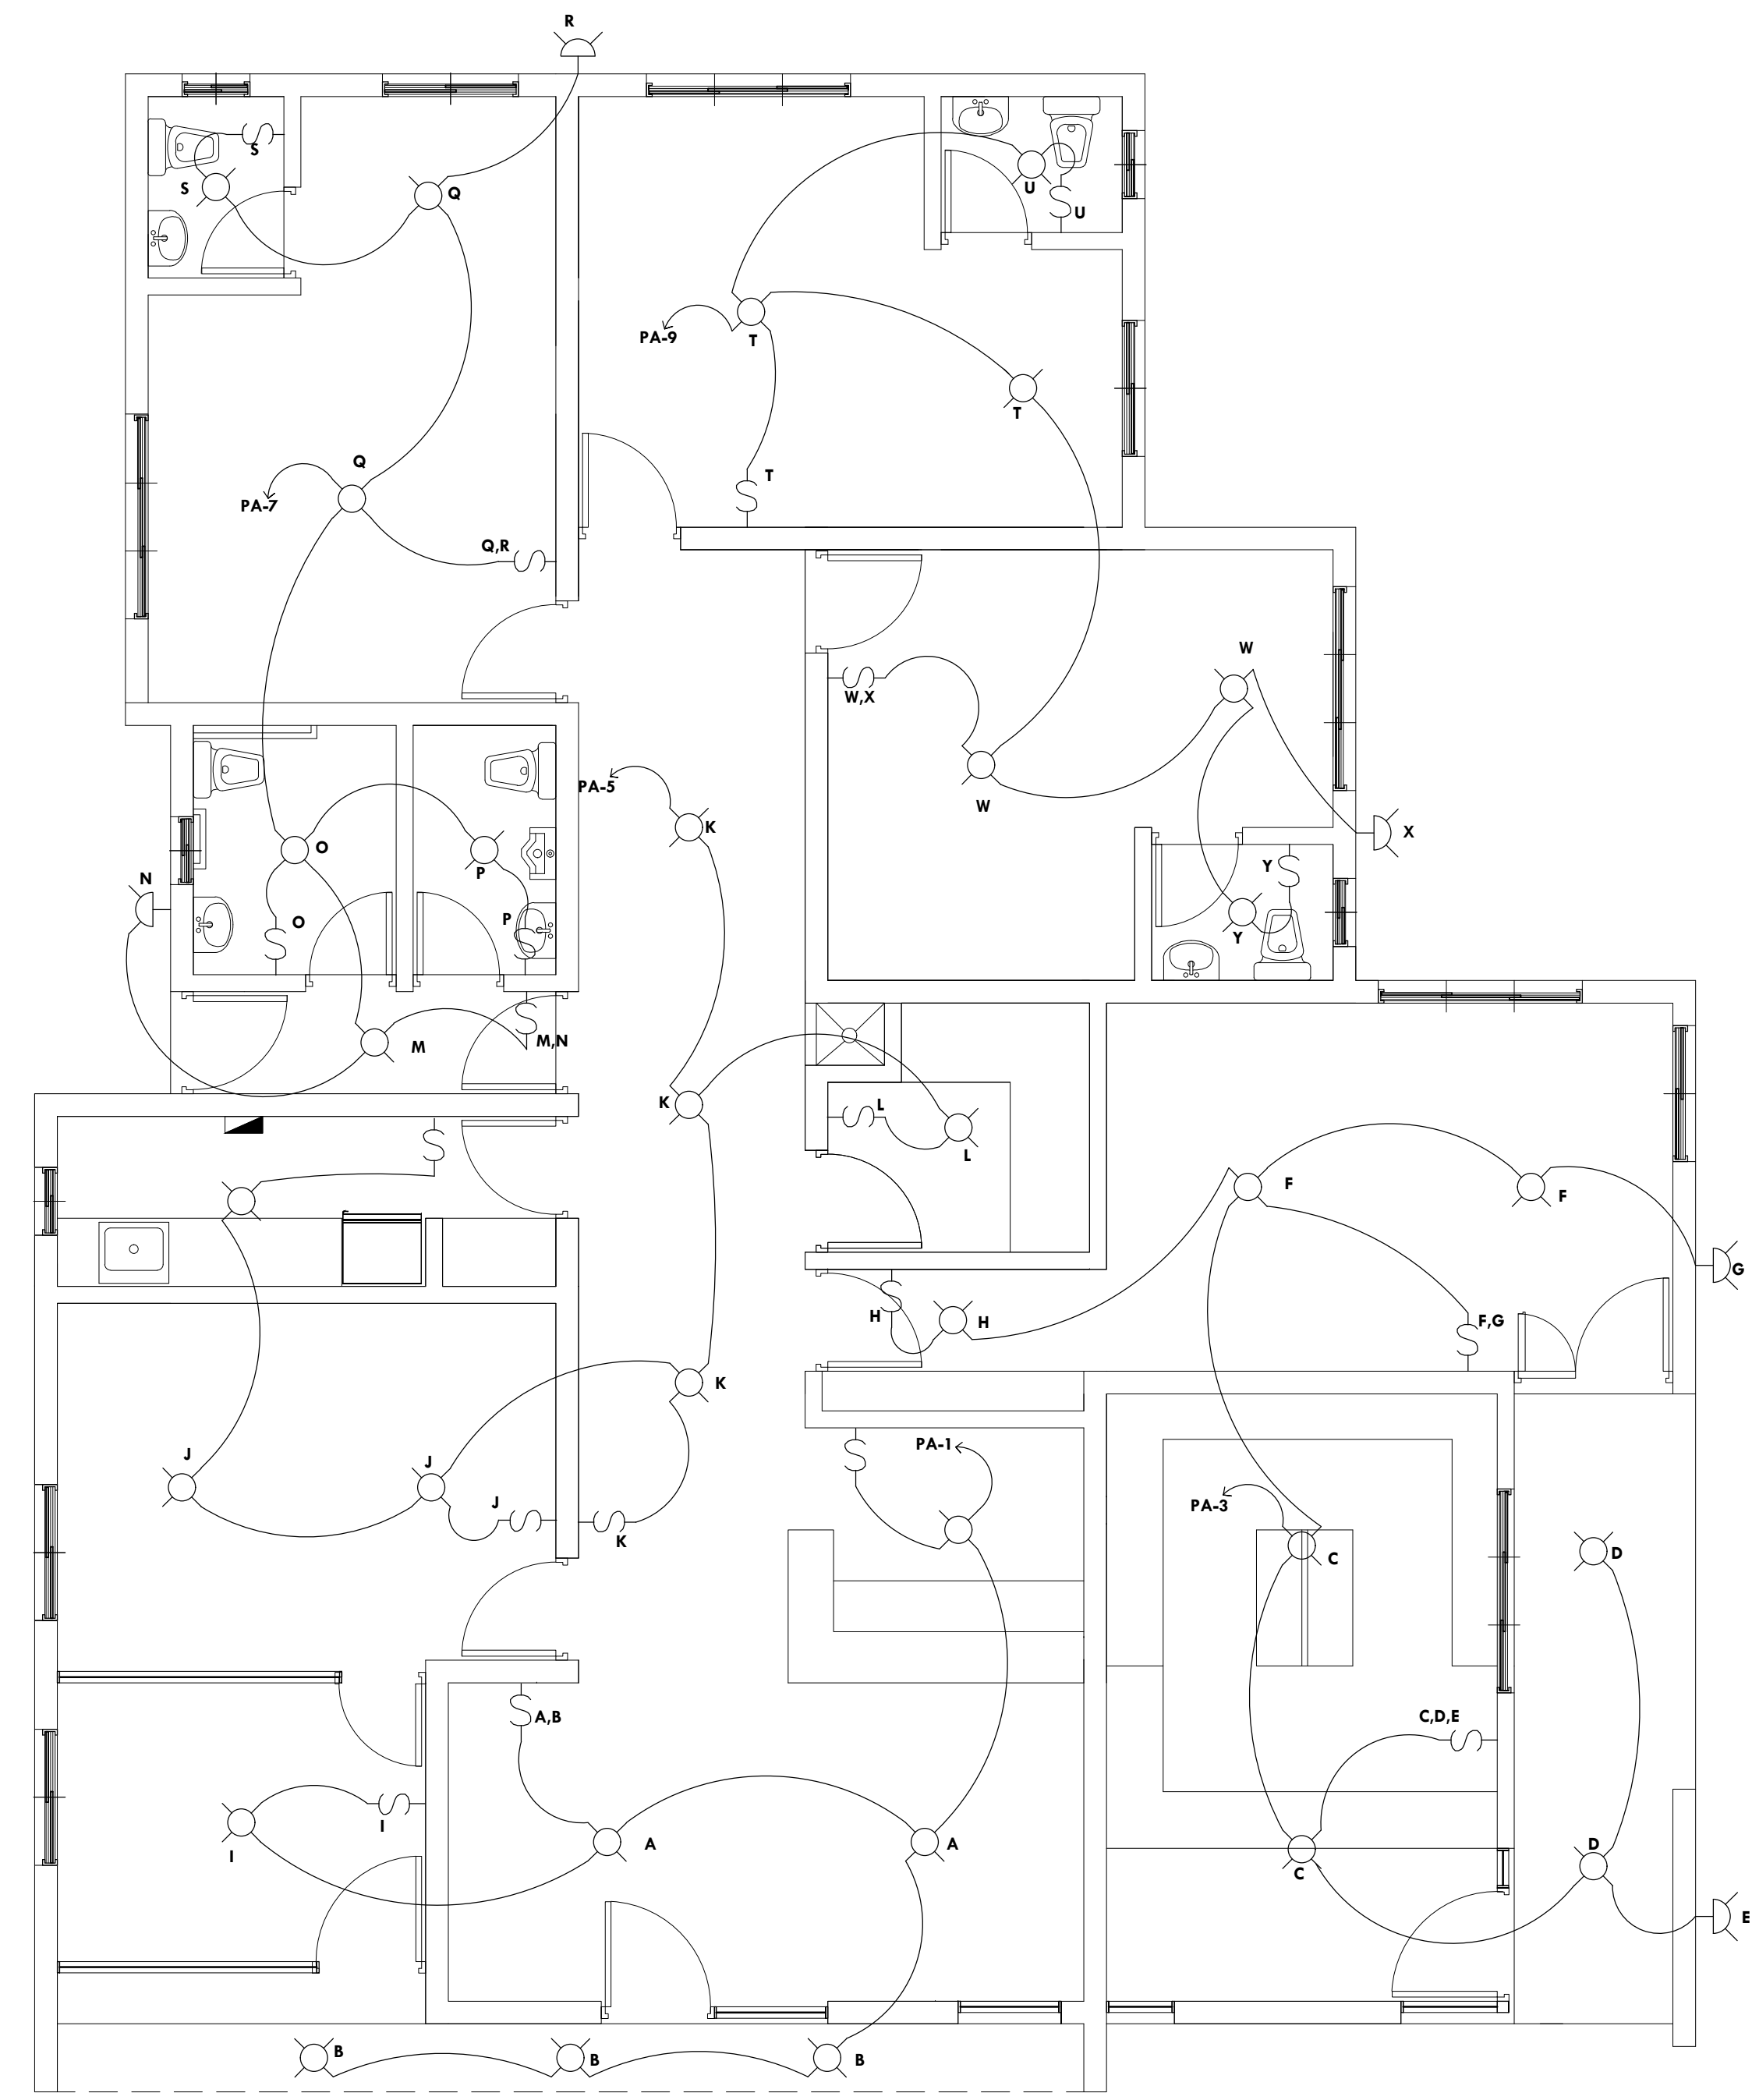 R
S
S
Q
U
U
PA-9
T
T
Q
T
PA-7
Q,R
W
W,X
PA-5
W
K
X
O
P
Y
N
P
O
Y
M
M,N
K
L
L
F
F
G
H
H
F,G
K
PA-1
J
J
J
PA-3
K
C
D
A,B
C,D,E
I
A
A
D
I
C
E
B
B
B